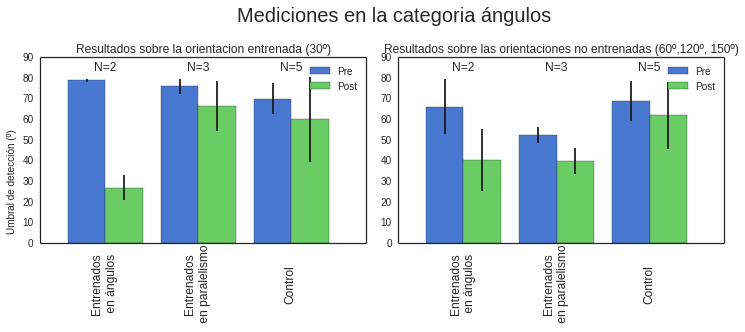 Mediciones en la categoria ángulos
Resultados sobre la orientacion entrenada (30º)
Umbral de detección (º)
90
80
70
60
50
40
30
20
10
0
N=2
N=3
N=5
Pre
Post
Entrenados
en ángulos
Entrenados
en paralelismo
Control
Resultados sobre las orientaciones no entrenadas (60º,120º, 150º)
90
80
70
60
50
40
30
20
10
0
N=2
N=3
N=5
Pre
Post
Entrenados
en ángulos
Entrenados
en paralelismo
Control